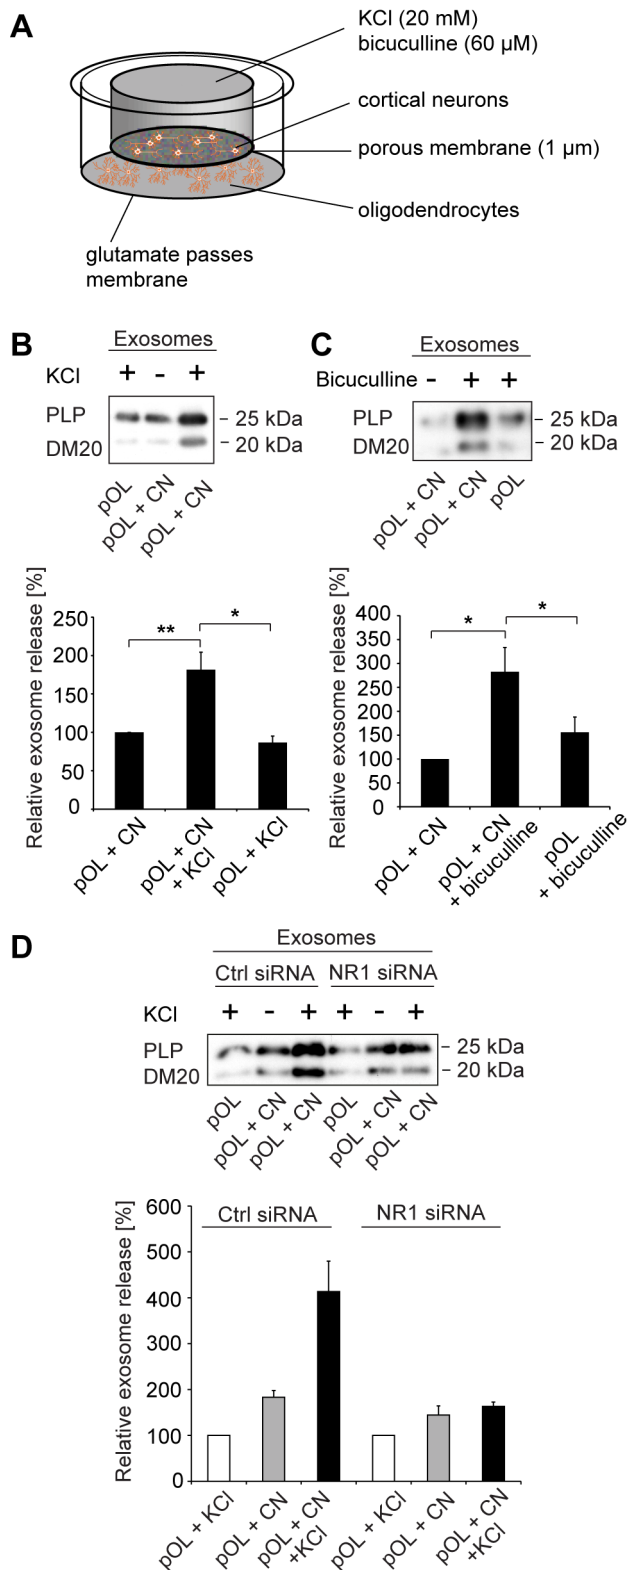 A
KCl (20 mM)
bicuculline (60 µM)
cortical neurons
porous membrane (1 µm)
oligodendrocytes
glutamate passes
membrane
B
Exosomes
KCl + - +
PLP - 25 kDa
DM20 - 20 kDa
pOL
pOL + CN
pOL + CN
Relative exosome release [%]
250
200
150
100
50
0
** *
pOL + CN
pOL + CN
+ KCl
pOL + KCl
C
Exosomes
Bicuculline - + +
PLP - 25 kDa
DM20 - 20 kDa
pOL + CN
pOL + CN
pOL
Relative exosome release [%]
400
350
300
250
200
150
100
50
0
* *
pOL + CN
pOL + CN
+ bicuculline
pOL
+ bicuculline
D
Exosomes
Ctrl siRNA NR1 siRNA
KCl + - + + - +
PLP - 25 kDa
DM20 - 20 kDa
pOL
pOL + CN
pOL + CN
pOL
pOL + CN
pOL + CN
Relative exosome release [%]
600
500
400
300
200
100
0
Ctrl siRNA NR1 siRNA
pOL + KCl
pOL + CN
pOL + CN
+KCl
pOL + KCl
pOL + CN
pOL + CN
+KCl